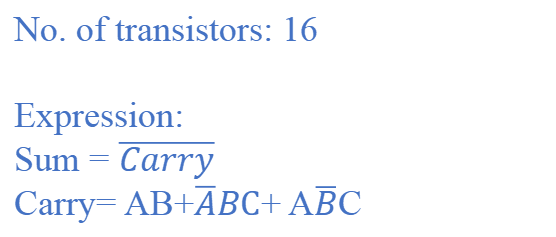 No. of transistors: 16
Expression:
Sum = C̅a̅r̅r̅y̅
Carry= AB+A̅BC+ AB̅C